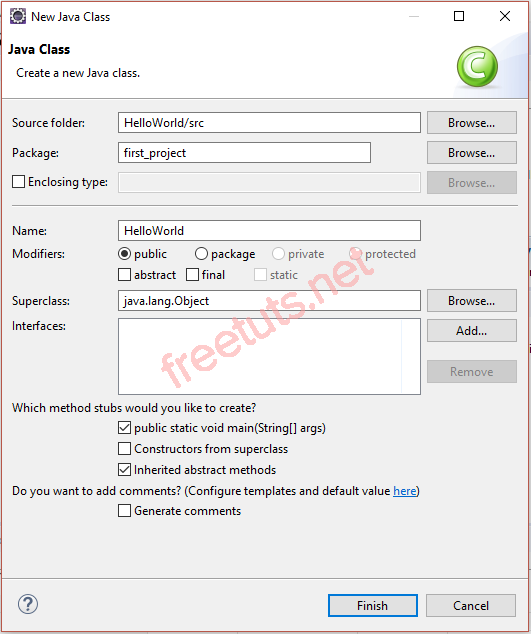 New Java Class
Java Class
Create a new Java class.
C
Source folder: HelloWorld/src Browse...
Package: first_project Browse...
Enclosing type: Browse...
Name: HelloWorld
Modifiers: public package private protected
abstract final static
Superclass: java.lang.Object Browse...
Interfaces: Add...
Remove
freetuts.net
Which method stubs would you like to create?
public static void main(String[] args)
Constructors from superclass
Inherited abstract methods
Do you want to add comments? (Configure templates and default value here)
Generate comments
? Finish Cancel